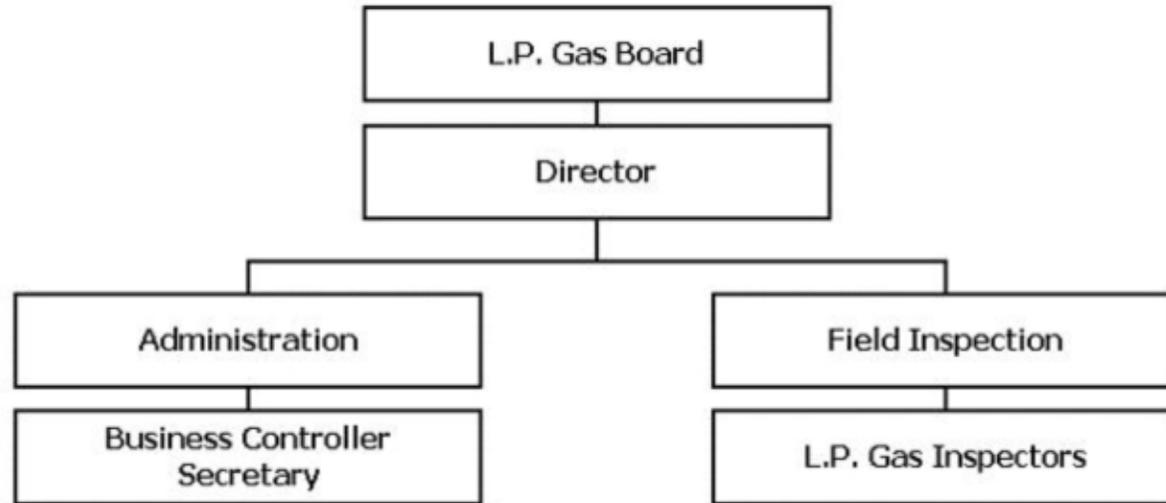 L.P. Gas Board
Director
Administration
Field Inspection
Business Controller
Secretary
L.P. Gas Inspectors